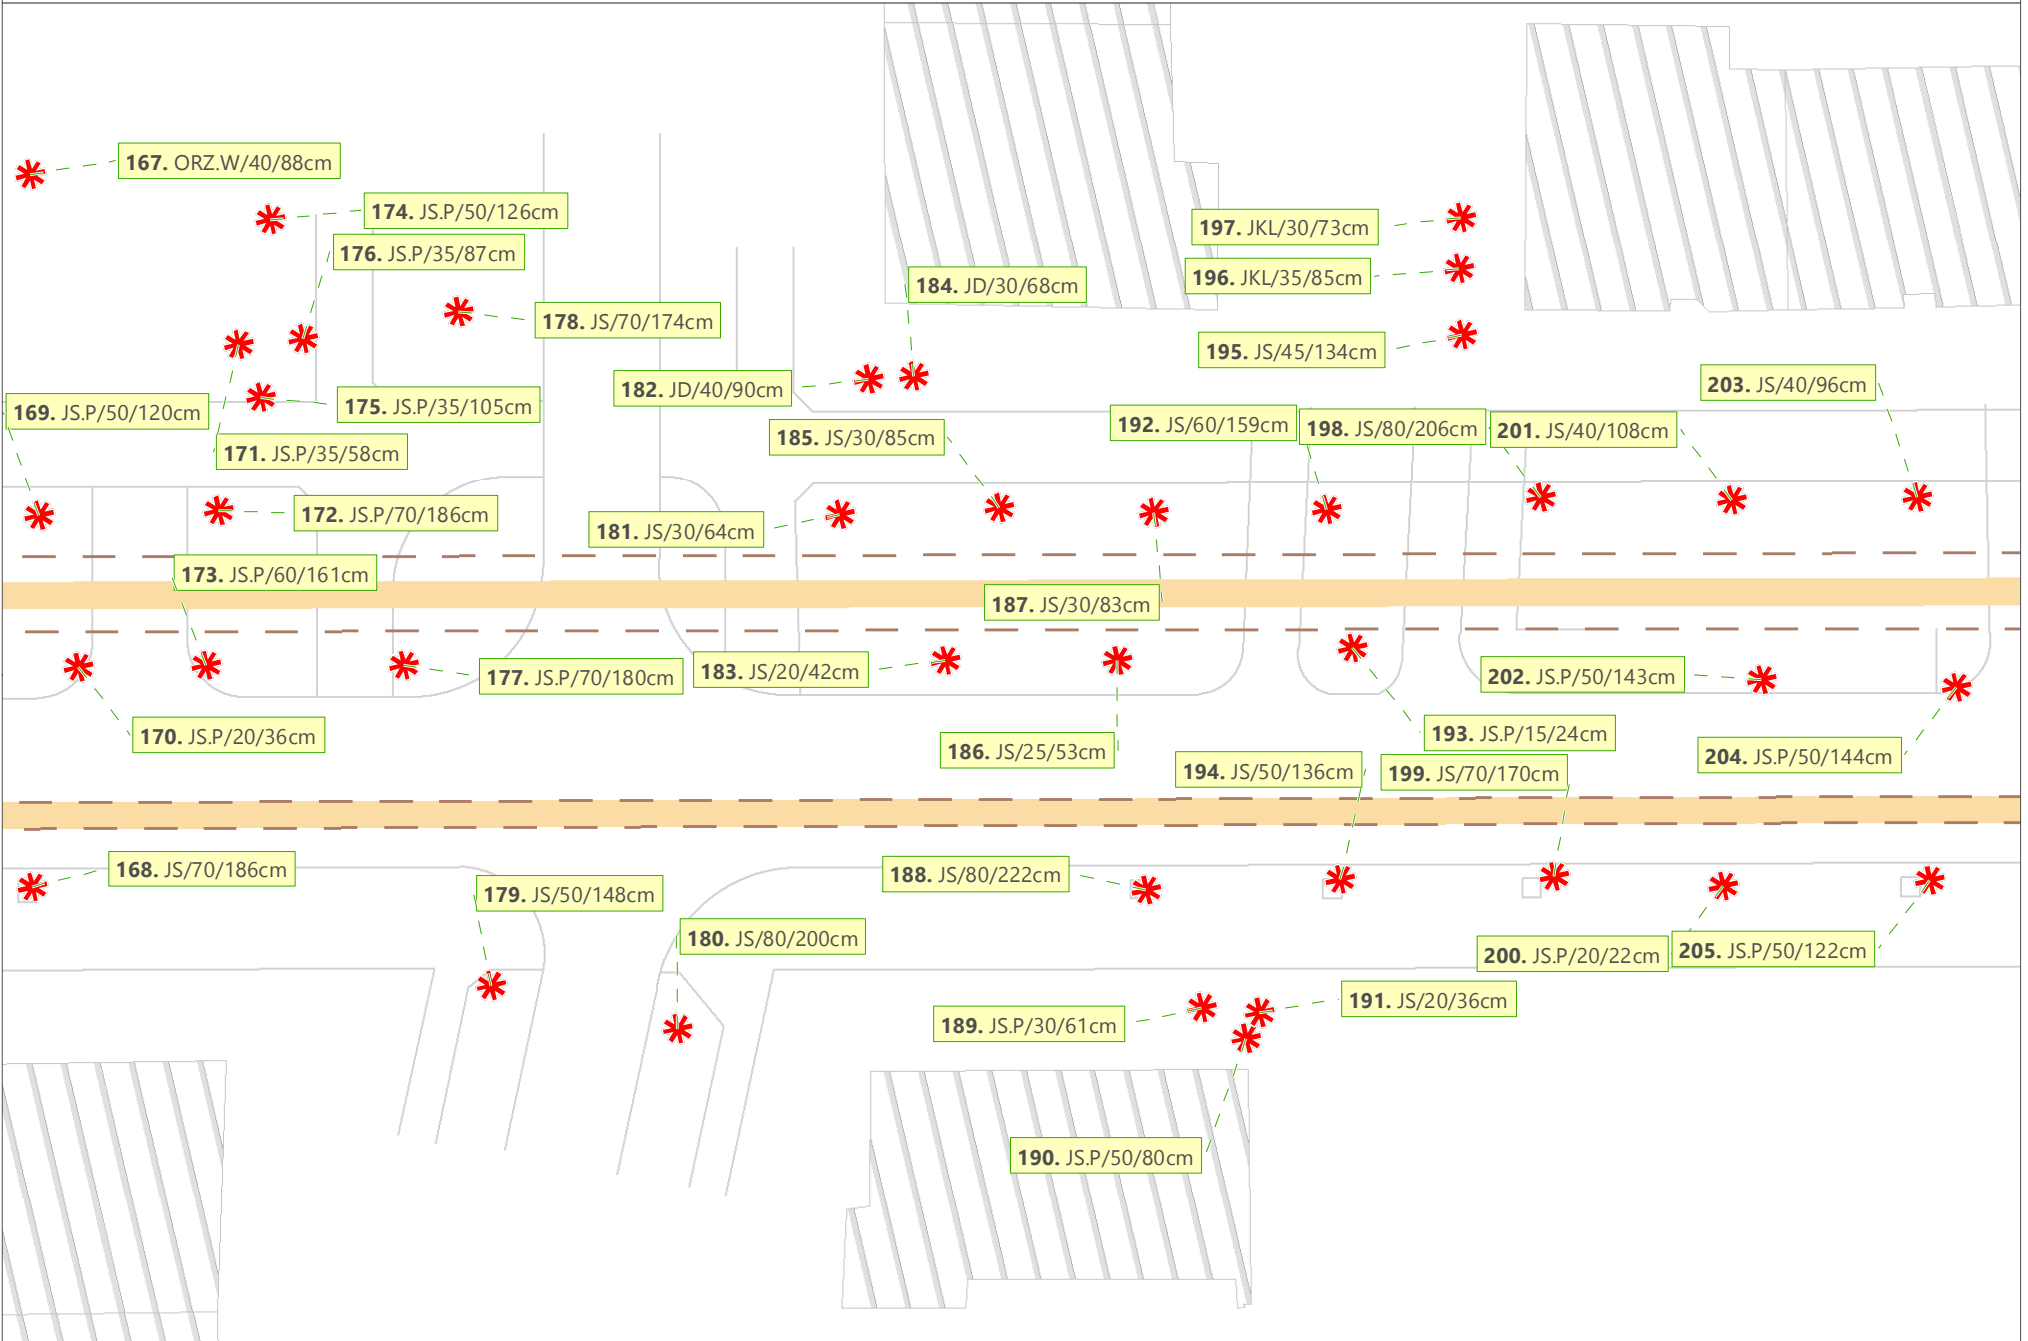 167. ORZ.W/40/88cm
174. JS.P/50/126cm
176. JS.P/35/87cm
197. JKL/30/73cm
196. JKL/35/85cm
184. JD/30/68cm
178. JS/70/174cm
195. JS/45/134cm
182. JD/40/90cm
203. JS/40/96cm
169. JS.P/50/120cm
175. JS.P/35/105cm
192. JS/60/159cm
198. JS/80/206cm
201. JS/40/108cm
185. JS/30/85cm
171. JS.P/35/58cm
172. JS.P/70/186cm
181. JS/30/64cm
173. JS.P/60/161cm
187. JS/30/83cm
177. JS.P/70/180cm
183. JS/20/42cm
202. JS.P/50/143cm
170. JS.P/20/36cm
193. JS.P/15/24cm
186. JS/25/53cm
204. JS.P/50/144cm
194. JS/50/136cm
199. JS/70/170cm
168. JS/70/186cm
188. JS/80/222cm
179. JS/50/148cm
180. JS/80/200cm
200. JS.P/20/22cm
205. JS.P/50/122cm
191. JS/20/36cm
189. JS.P/30/61cm
190. JS.P/50/80cm